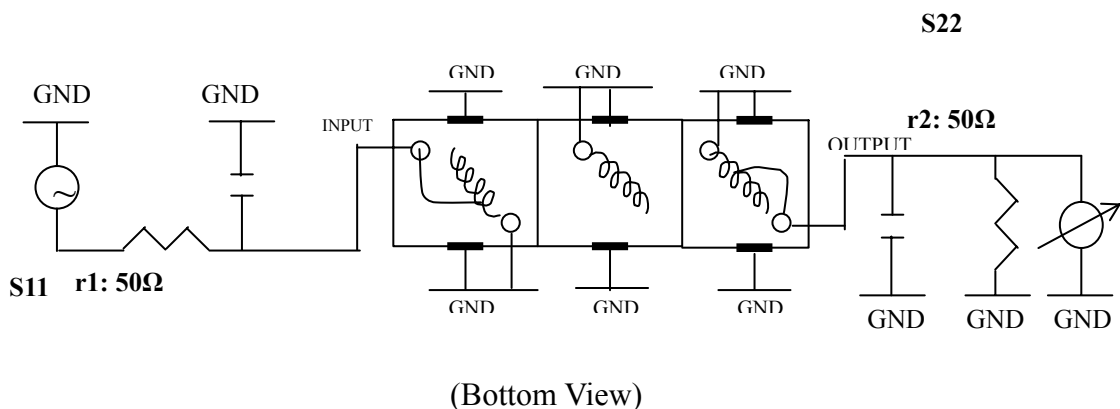 S22
GND
GND
GND
GND
GND
INPUT
OUTPUT
r2: 50Ω
S11
r1: 50Ω
GND
GND
GND
GND
GND
GND
(Bottom View)